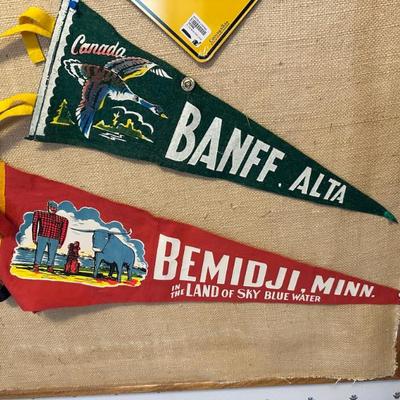 Canada
BANFF, ALTA
BEMIDJI, MINN.
IN THE LAND OF SKY BLUE WATER